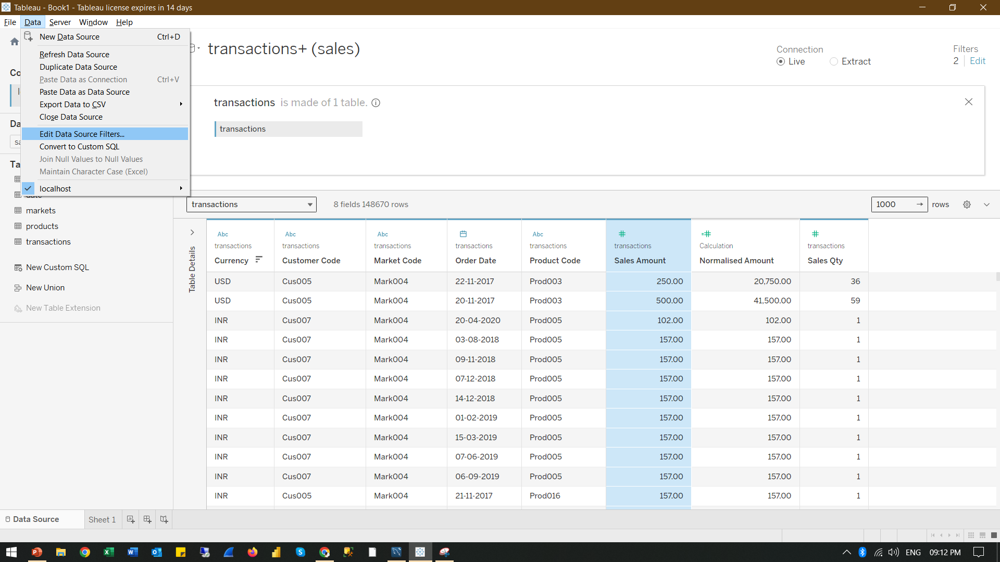 Tableau - Book1 - Tableau license expires in 14 days
File Data Server Window Help
New Data Source Ctrl+D
Refresh Data Source
Duplicate Data Source
Paste Data as Connection Ctrl+V
Paste Data as Data Source
Export Data to CSV
Close Data Source
Edit Data Source Filters...
Convert to Custom SQL
Join Null Values to Null Values
Maintain Character Case (Excel)
localhost
Co
Da
sa
Ta
markets
products
transactions
New Custom SQL
New Union
New Table Extension
transactions+ (sales)
Connection
Live Extract
Filters
2 Edit
transactions is made of 1 table.
transactions
transactions 8 fields 148670 rows 1000 rows
Table Details
Abc Abc Abc Abc
transactions transactions transactions transactions transactions transactions Calculation transactions
Currency Customer Code Market Code Order Date Product Code Sales Amount Normalised Amount Sales Qty
USD Cus005 Mark004 22-11-2017 Prod003 250.00 20,750.00 36
USD Cus005 Mark004 20-11-2017 Prod003 500.00 41,500.00 59
INR Cus007 Mark004 20-04-2020 Prod005 102.00 102.00 1
INR Cus007 Mark004 03-08-2018 Prod005 157.00 157.00 1
INR Cus007 Mark004 09-11-2018 Prod005 157.00 157.00 1
INR Cus007 Mark004 07-12-2018 Prod005 157.00 157.00 1
INR Cus007 Mark004 14-12-2018 Prod005 157.00 157.00 1
INR Cus007 Mark004 01-02-2019 Prod005 157.00 157.00 1
INR Cus007 Mark004 15-03-2019 Prod005 157.00 157.00 1
INR Cus007 Mark004 07-06-2019 Prod005 157.00 157.00 1
INR Cus007 Mark004 06-09-2019 Prod005 157.00 157.00 1
INR Cus005 Mark004 21-11-2017 Prod016 157.00 157.00 1
Data Source Sheet 1
ENG 09:12 PM